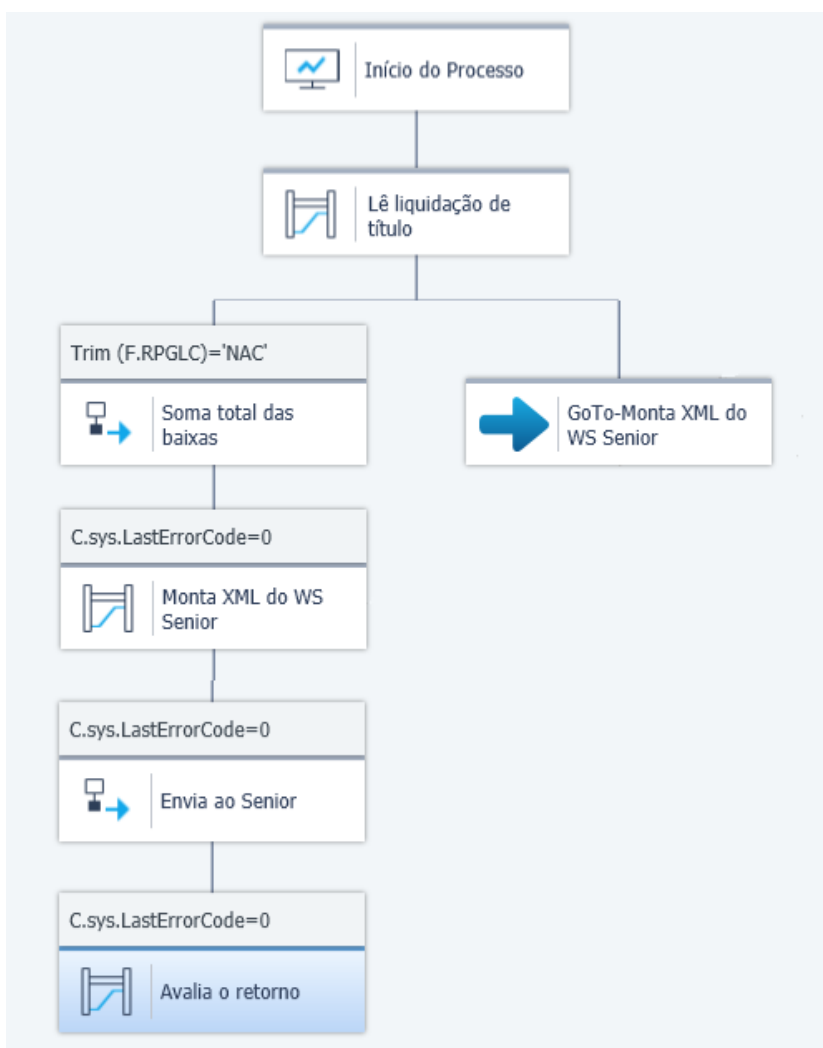 Início do Processo
Lê liquidação de
título
Trim (F.RPGLC)='NAC'
Soma total das
baixas
GoTo-Monta XML do
WS Senior
C.sys.LastErrorCode=0
Monta XML do WS
Senior
C.sys.LastErrorCode=0
Envia ao Senior
C.sys.LastErrorCode=0
Avalia o retorno